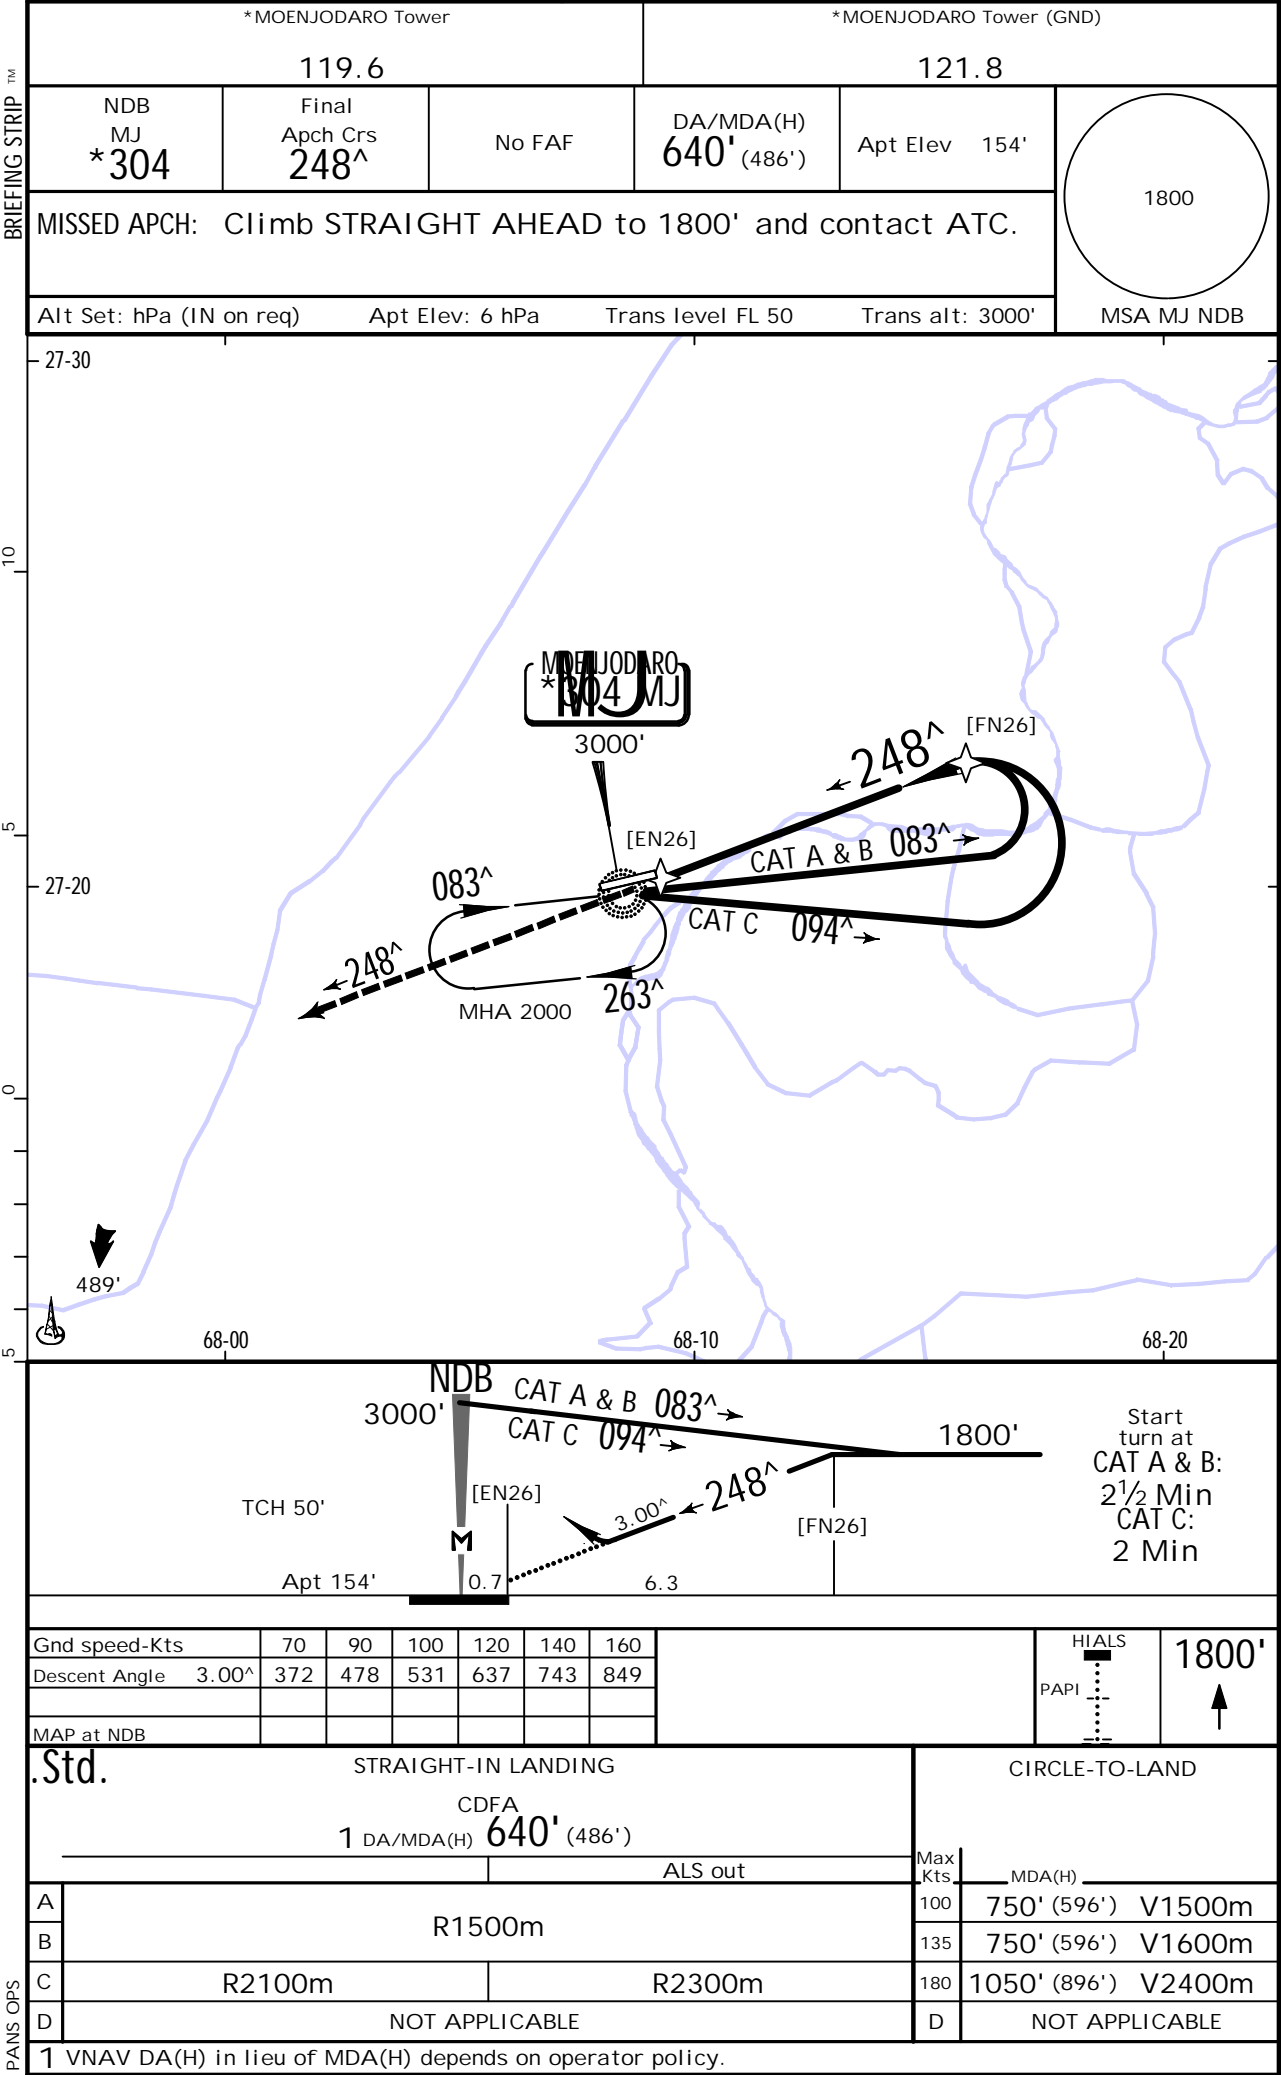 *MOENJODARO Tower
119.6
*MOENJODARO Tower (GND)
121.8
BRIEFING STRIP ™
NDB
MJ
*304
Final
Apch Crs
248^
No FAF
DA/MDA(H)
640' (486')
Apt Elev 154'
1800
MSA MJ NDB
MISSED APCH: Climb STRAIGHT AHEAD to 1800' and contact ATC.
Alt Set: hPa (IN on req) Apt Elev: 6 hPa Trans level FL 50 Trans alt: 3000'
27-30
10
MOENJODARO
*304 MJ
MJ
3000'
[FN26]
248^
5
[EN26]
CAT A & B 083^
27-20
083^
CAT C 094^
248^
263^
MHA 2000
0
489'
5
68-00
68-10
68-20
NDB
3000'
CAT A & B 083^
CAT C 094^
1800'
Start
turn at
CAT A & B:
2½ Min
CAT C:
2 Min
248^
[EN26]
TCH 50'
3.00^
[FN26]
M
Apt 154'
0.7
6.3
Gnd speed-Kts 70 90 100 120 140 160
Descent Angle 3.00^ 372 478 531 637 743 849
MAP at NDB
HIALS
PAPI
1800'
.Std.
STRAIGHT-IN LANDING
CDFA
1 DA/MDA(H) 640' (486')
ALS out
CIRCLE-TO-LAND
Max
Kts
MDA(H)
A
B
R1500m
100 750' (596') V1500m
135 750' (596') V1600m
C R2100m R2300m
180 1050' (896') V2400m
D NOT APPLICABLE
D NOT APPLICABLE
PANS OPS
1 VNAV DA(H) in lieu of MDA(H) depends on operator policy.